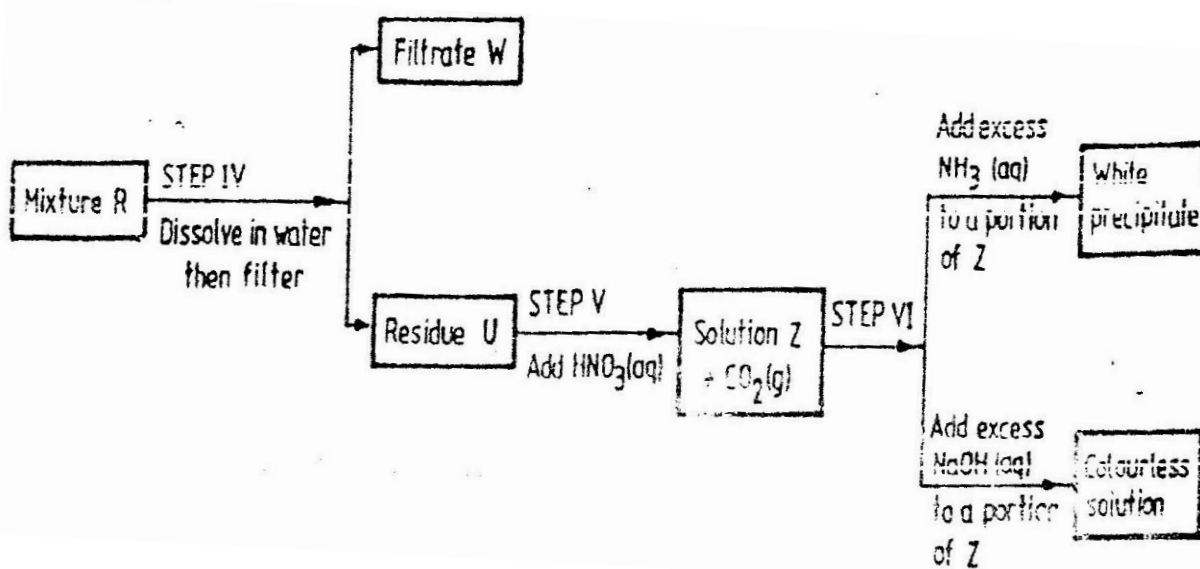 Filtrate W
Mixture R
STEP IV
Dissolve in water
then filter
Residue U
STEP V
Add HNO₃(aq)
Solution Z
+ CO₂(g)
STEP VI
Add excess
NH₃ (aq)
to a portion
of Z
White
precipitate
Add excess
NaOH (aq)
to a portion
of Z
Colourless
solution